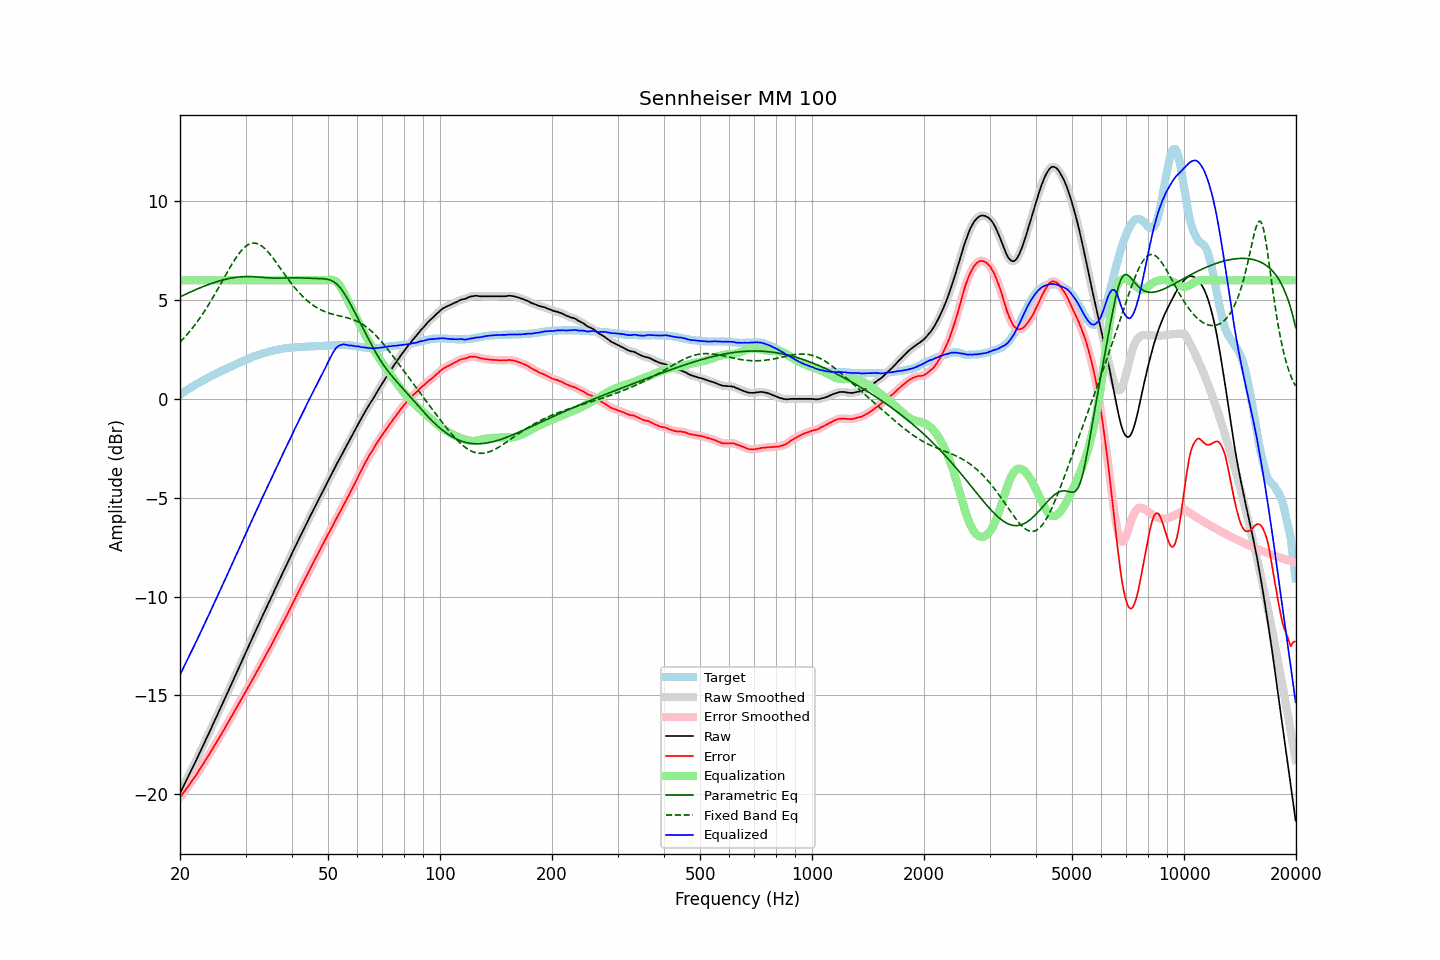 Sennheiser MM 100
Amplitude (dBr)
10
5
0
−5
−10
−15
−20
Target
Raw Smoothed
Error Smoothed
Raw
Error
Equalization
Parametric Eq
Fixed Band Eq
Equalized
20 50 100 200 500 1000 2000 5000 10000 20000
Frequency (Hz)